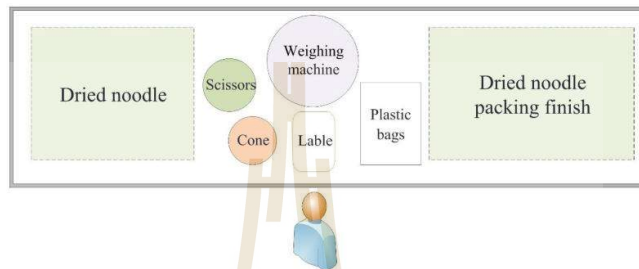 Dried noodle
Scissors
Cone
Weighing
machine
Lable
Plastic
bags
Dried noodle
packing finish